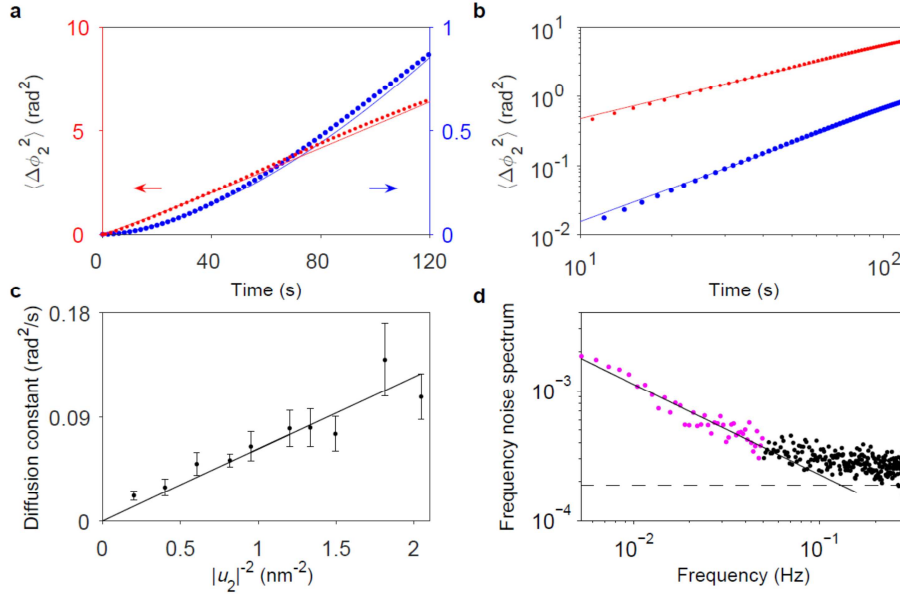 a
10
5
0
⟨Δϕ₂²⟩ (rad²)
1
0.5
0
⟨Δϕ₂²⟩ (rad²)
0 40 80 120
Time (s)
b
10¹
10⁰
10⁻¹
10⁻²
⟨Δϕ₂²⟩ (rad²)
10¹ 10²
Time (s)
c
0.18
0.09
0
Diffusion constant (rad²/s)
0 0.5 1 1.5 2
|u₂|⁻² (nm⁻²)
d
10⁻³
10⁻⁴
Frequency noise spectrum
10⁻² 10⁻¹
Frequency (Hz)